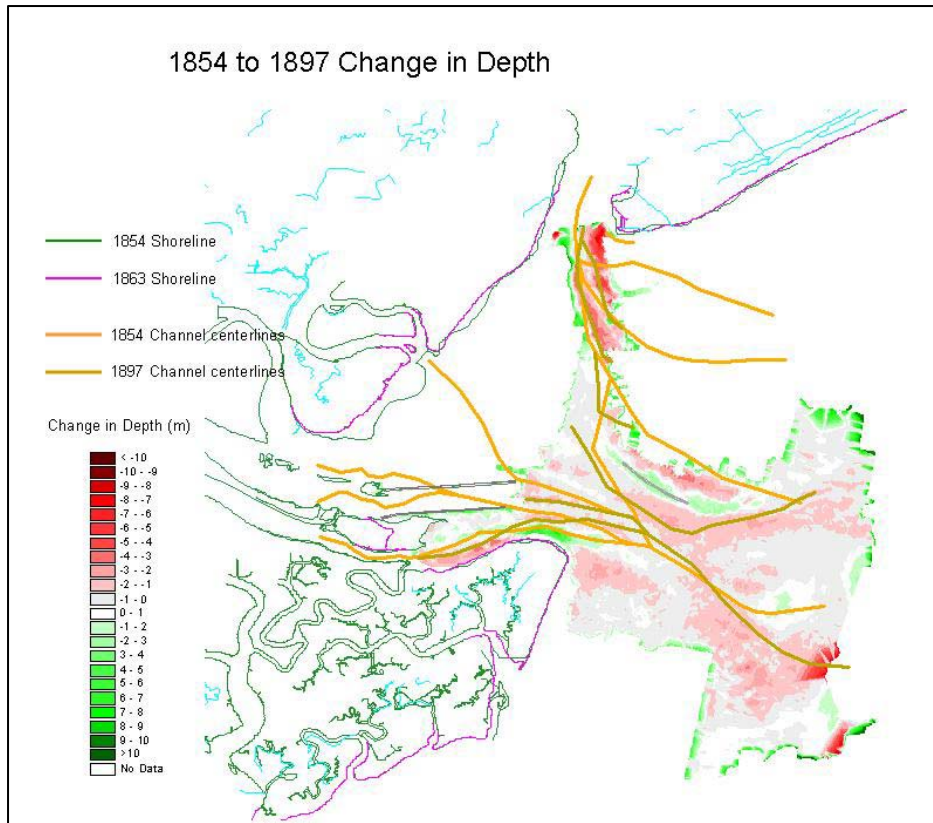 1854 to 1897 Change in Depth
1854 Shoreline
1863 Shoreline
1854 Channel centerlines
1897 Channel centerlines
Change in Depth (m)
< -10
-10 - -9
-9 - -8
-8 - -7
-7 - -6
-6 - -5
-5 - -4
-4 - -3
-3 - -2
-2 - -1
-1 - 0
0 - 1
-1 - 2
-2 - 3
3 - 4
4 - 5
5 - 6
6 - 7
7 - 8
8 - 9
9 - 10
>10
No Data